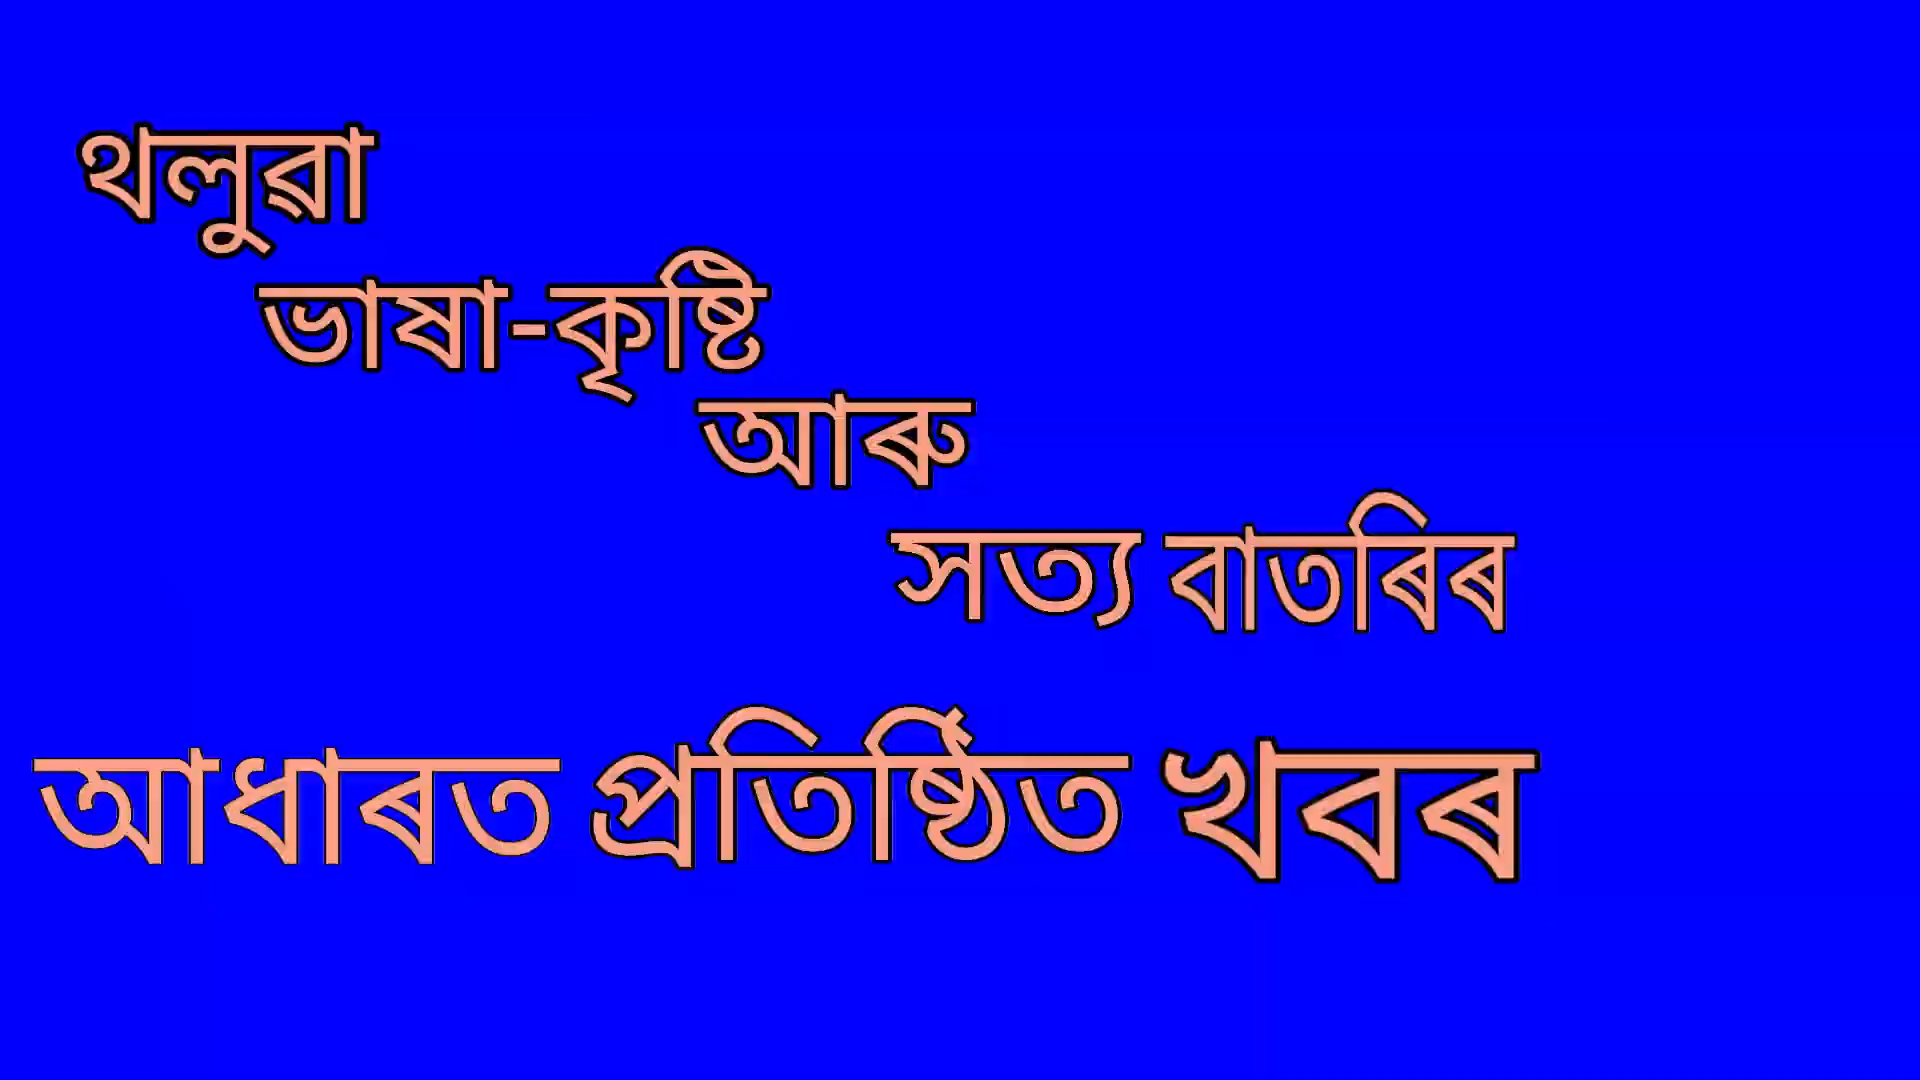 থলুৱা
ভাষা-কৃষ্টি
আৰু
সত্য বাতৰিৰ
আধাৰত প্ৰতিষ্ঠিত খবৰ